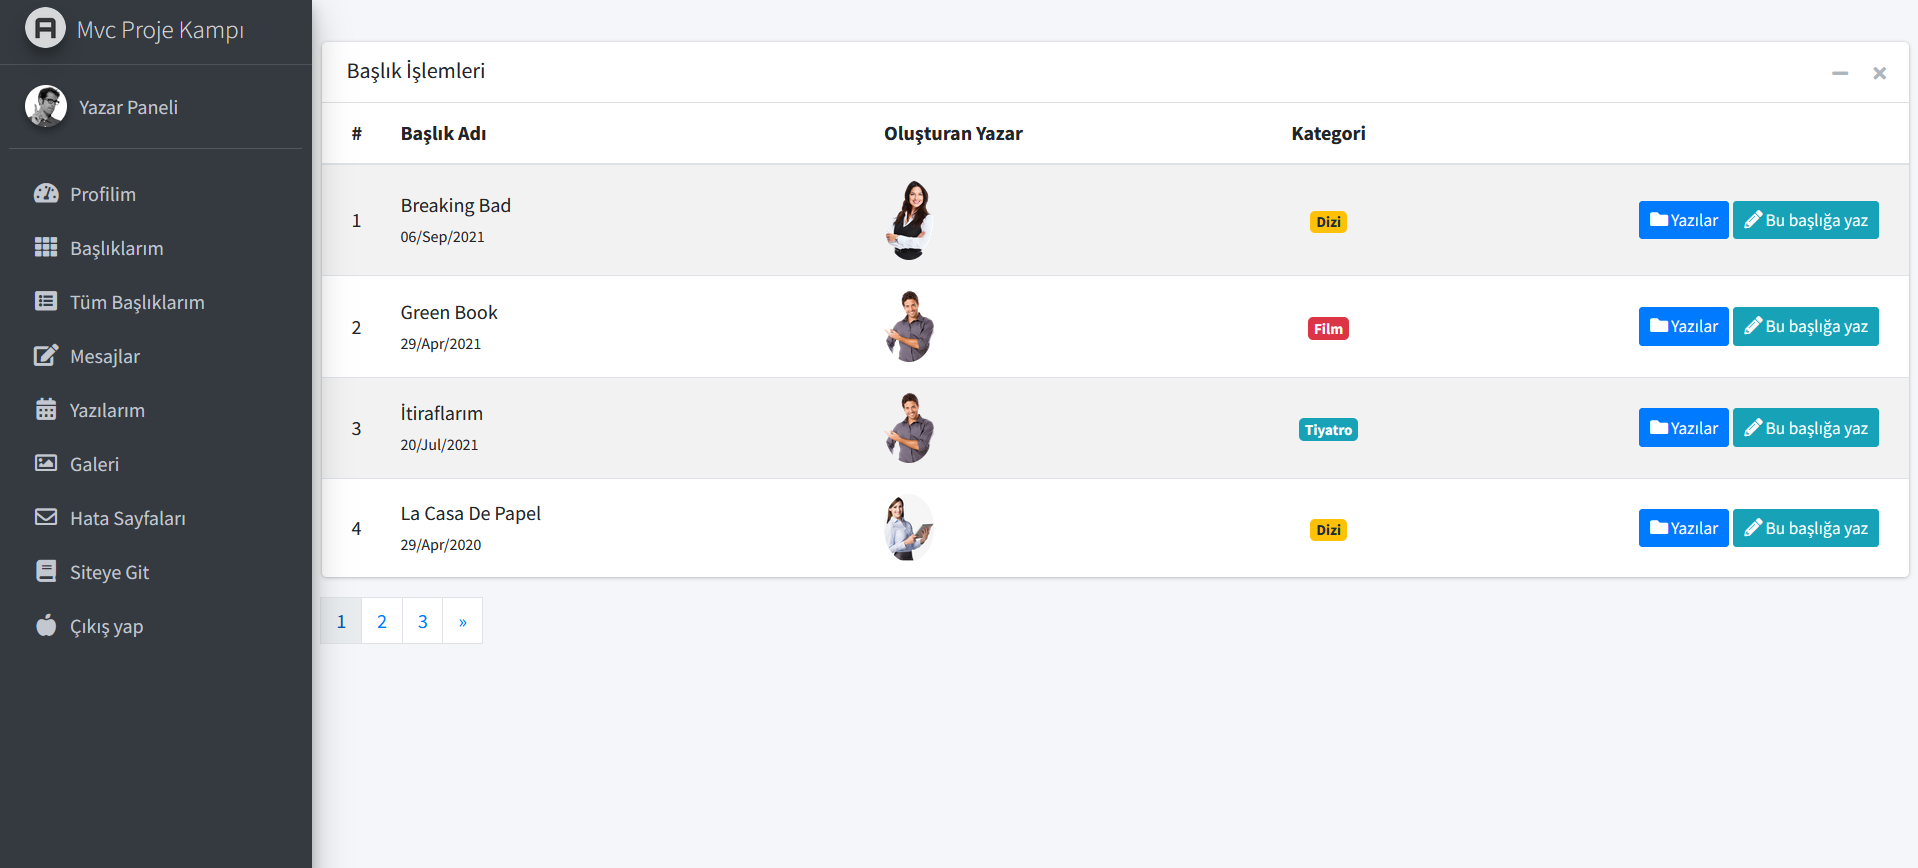 Mvc Proje Kampı
Yazar Paneli
Profilim
Başlıklarım
Tüm Başlıklarım
Mesajlar
Yazılarım
Galeri
Hata Sayfaları
Siteye Git
Çıkış yap
Başlık İşlemleri
# Başlık Adı Oluşturan Yazar Kategori
1 Breaking Bad 06/Sep/2021 Dizi Yazılar Bu başlığa yaz
2 Green Book 29/Apr/2021 Film Yazılar Bu başlığa yaz
3 İtiraflarım 20/Jul/2021 Tiyatro Yazılar Bu başlığa yaz
4 La Casa De Papel 29/Apr/2020 Dizi Yazılar Bu başlığa yaz
1 2 3 »